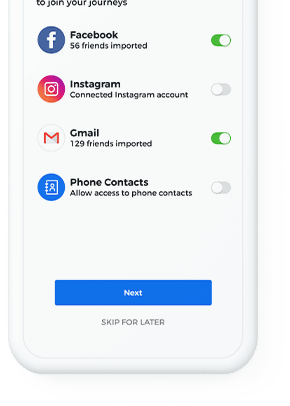 to join your journeys
Facebook
56 friends imported
Instagram
Connected Instagram account
Gmail
129 friends imported
Phone Contacts
Allow access to phone contacts
Next
SKIP FOR LATER